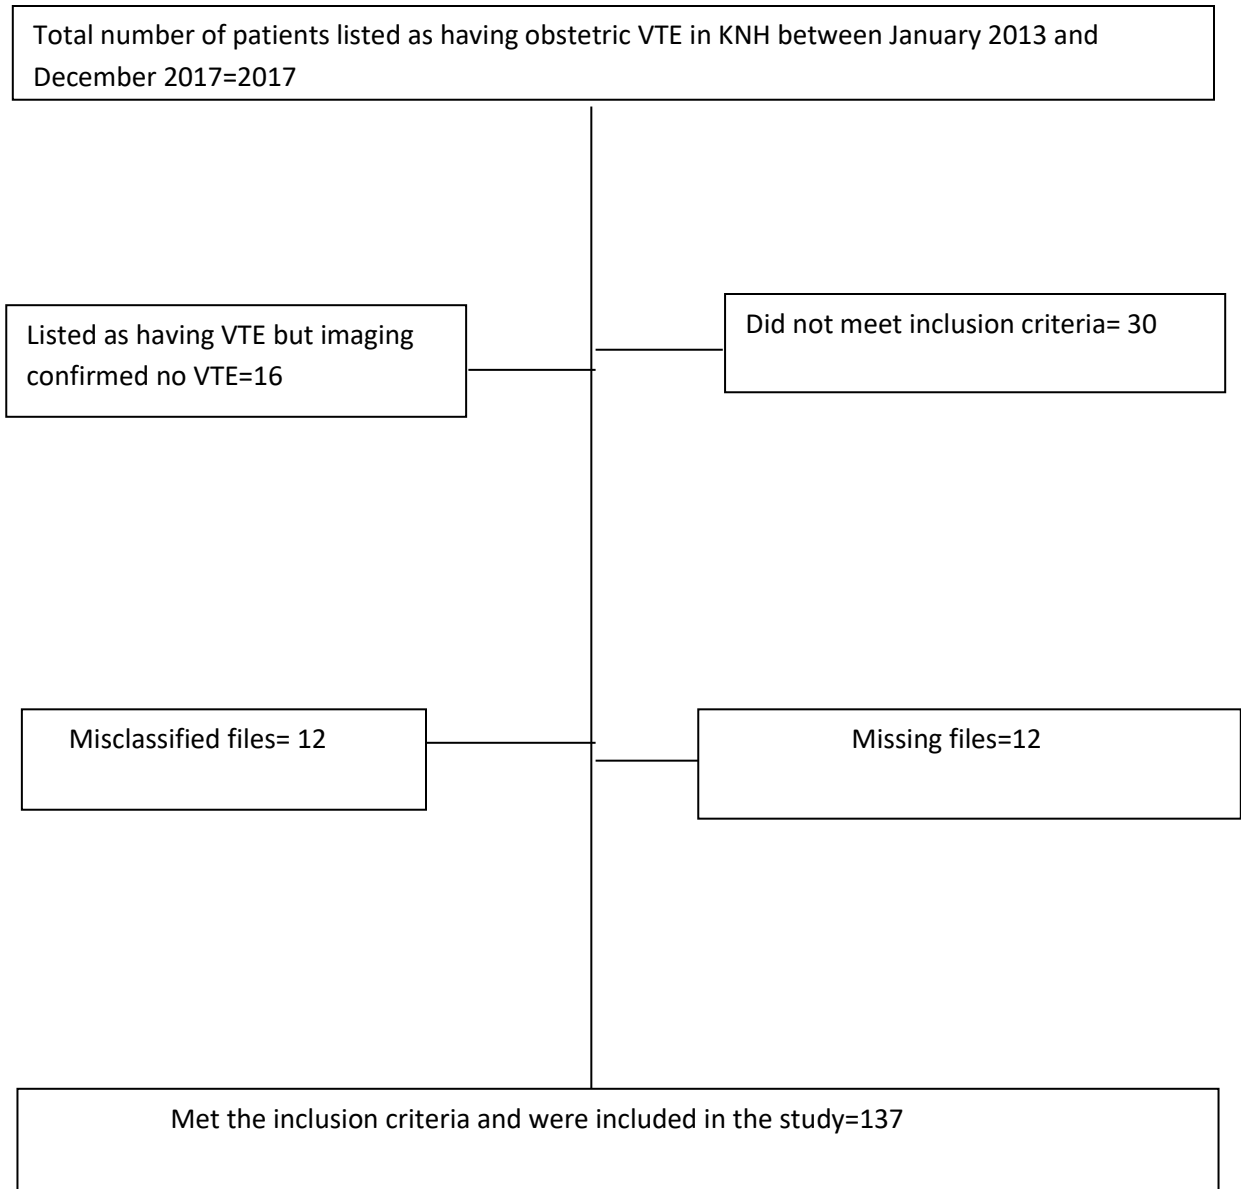 Total number of patients listed as having obstetric VTE in KNH between January 2013 and
December 2017=2017
Listed as having VTE but imaging
confirmed no VTE=16
Did not meet inclusion criteria= 30
Misclassified files= 12
Missing files=12
Met the inclusion criteria and were included in the study=137